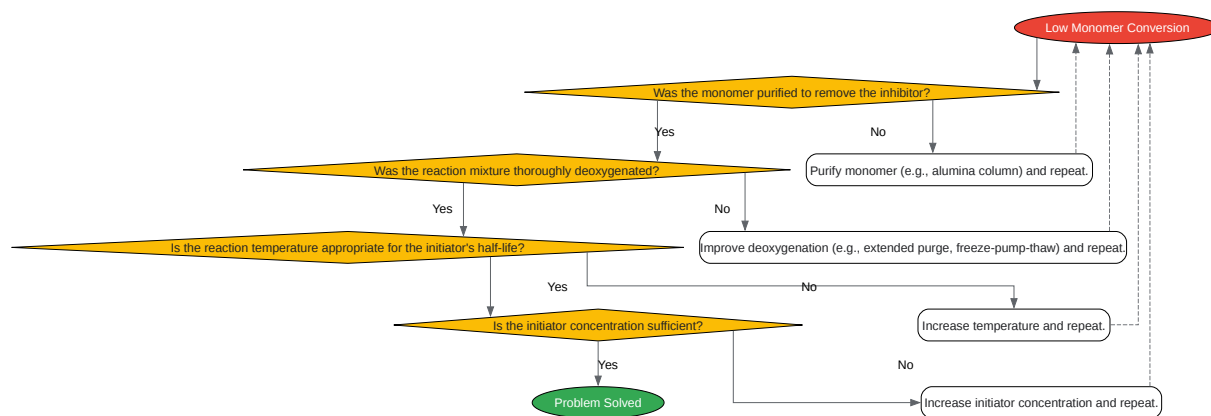 Low Monomer Conversion
Was the monomer purified to remove the inhibitor?
Yes
No
Was the reaction mixture thoroughly deoxygenated?
Purify monomer (e.g., alumina column) and repeat.
Yes
No
Is the reaction temperature appropriate for the initiator's half-life?
Improve deoxygenation (e.g., extended purge, freeze-pump-thaw) and repeat.
Yes
No
Is the initiator concentration sufficient?
Increase temperature and repeat.
Yes
No
Problem Solved
Increase initiator concentration and repeat.